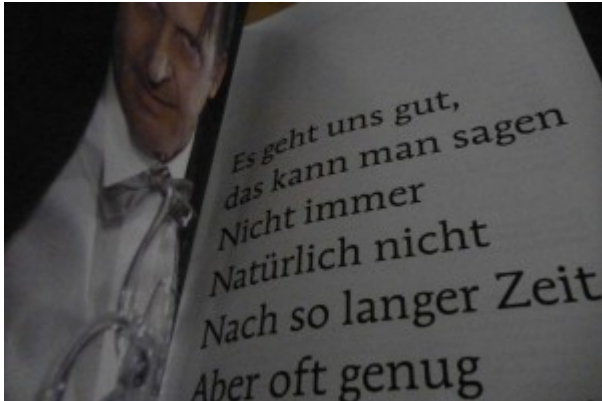 Es geht uns gut,
das kann man sagen
Nicht immer
Natürlich nicht
Nach so langer Zeit
Aber oft genug